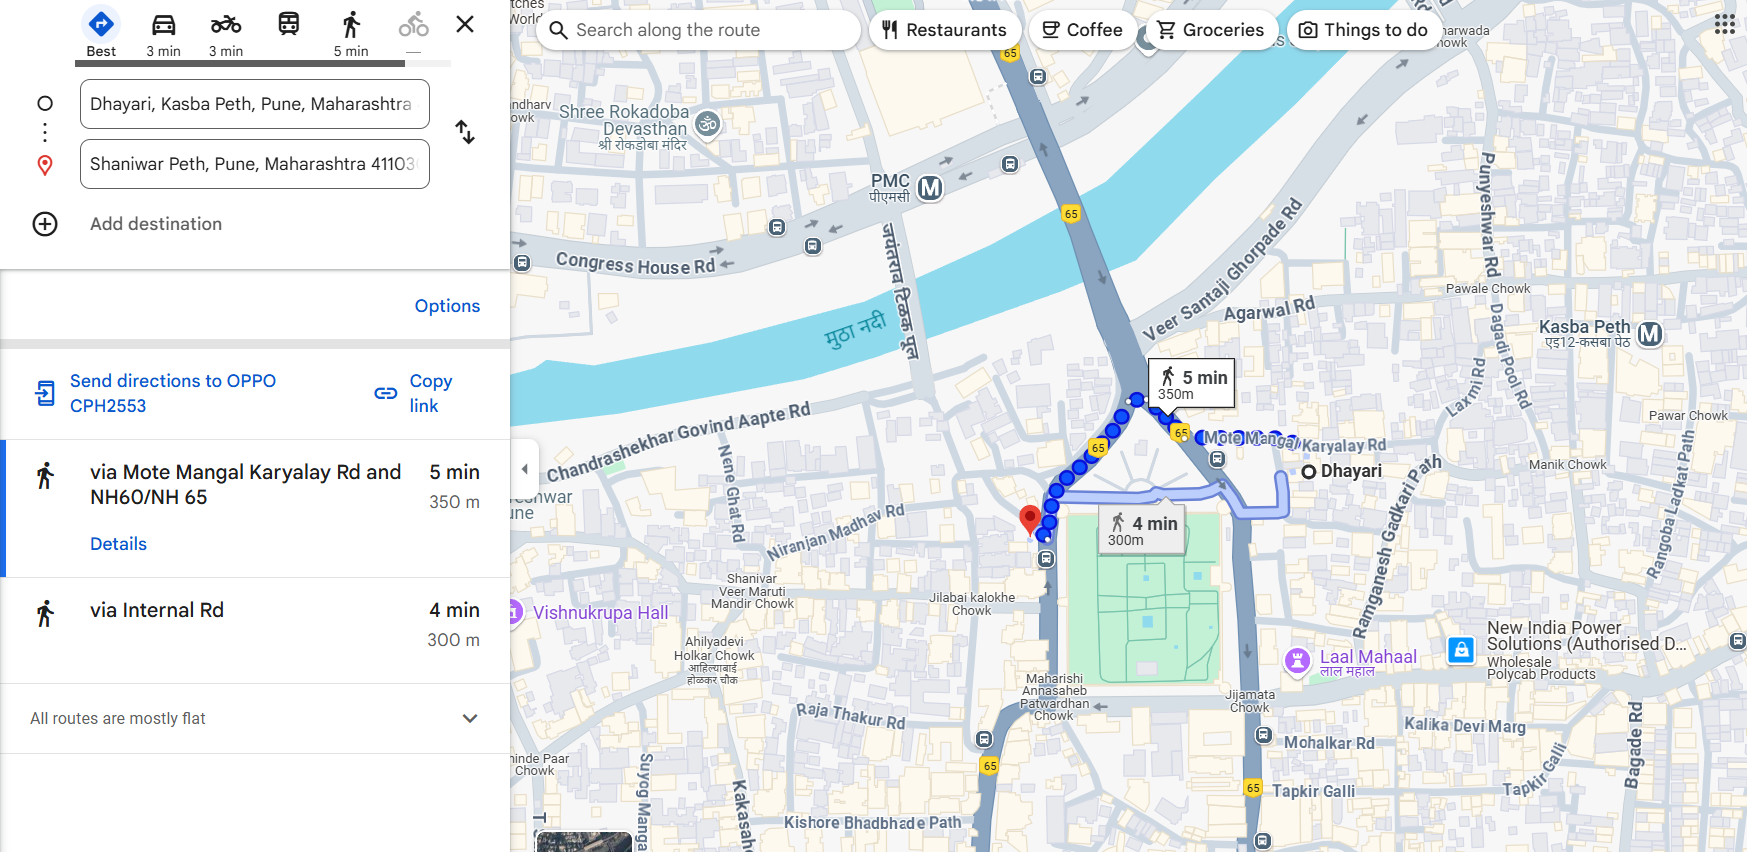 Best
3 min
3 min
5 min
—
Dhayari, Kasba Peth, Pune, Maharashtra
Shaniwar Peth, Pune, Maharashtra 41103
Add destination
Options
Send directions to OPPO
CPH2553
Copy
link
via Mote Mangal Karyalay Rd and
NH60/NH 65
5 min
350 m
Details
via Internal Rd
4 min
300 m
All routes are mostly flat
Search along the route
Restaurants
Coffee
Groceries
Things to do
65
Shree Rokadoba
Devasthan
श्री रोकडोबा मंदिर
PMC
पीएमसी
M
65
Congress House Rd
जयंतराव टिळक पूल
मुठा नदी
Veer Santaji Ghorpade Rd
Agarwal Rd
Punyeshwar Rd
Pawale Chowk
Dagadi Pool Rd
Kasba Peth
एइ12-कसबा पेठ
M
5 min
350m
Laxmi Rd
Pawar Chowk
Chandrashekhar Govind Aapte Rd
65
65
Mote Mangal Karyalay Rd
Dhayari
Manik Chowk
Nene Ghat Rd
Niranjan Madhav Rd
4 min
300m
Ramganesh Gadkari Path
Rangoba Ladkat Path
Shanivar
Veer Maruti
Mandir Chowk
Jilabai kalokhe
Chowk
Vishnukrupa Hall
Ahilyadevi
Holkar Chowk
आहिल्याबाई
होळकर चौक
New India Power
Solutions (Authorised D...
Wholesale
Polycab Products
Laal Mahaal
लाल महाल
Maharishi
Annasaheb
Patwardhan
Chowk
Jijamata
Chowk
Raja Thakur Rd
Kalika Devi Marg
Mohalkar Rd
Bagade Rd
65
65
Tapkir Galli
Tapkir Galli
Kishore Bhadbhade Path